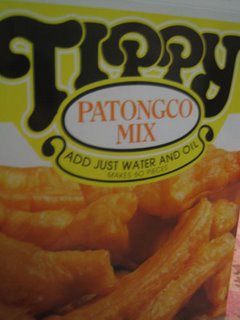 TIPPY
PATONGCO
MIX
ADD JUST WATER AND OIL
MAKES 60 PIECES